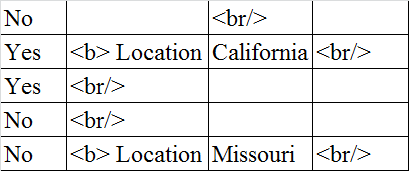 No <br/>
Yes <b> Location California <br/>
Yes <br/>
No <br/>
No <b> Location Missouri <br/>